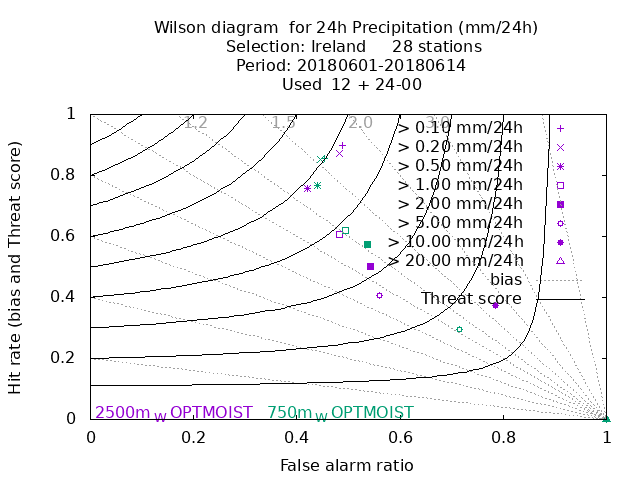 Wilson diagram for 24h Precipitation (mm/24h)
Selection: Ireland 28 stations
Period: 20180601-20180614
Used 12 + 24-00
Hit rate (bias and Threat score)
1
0.8
0.6
0.4
0.2
0
1.2 1.5 2.0 3.0
> 0.10 mm/24h
> 0.20 mm/24h
> 0.50 mm/24h
> 1.00 mm/24h
> 2.00 mm/24h
> 5.00 mm/24h
> 10.00 mm/24h
> 20.00 mm/24h
bias
Threat score
2500m_W OPTMOIST 750m_W OPTMOIST
0 0.2 0.4 0.6 0.8 1
False alarm ratio